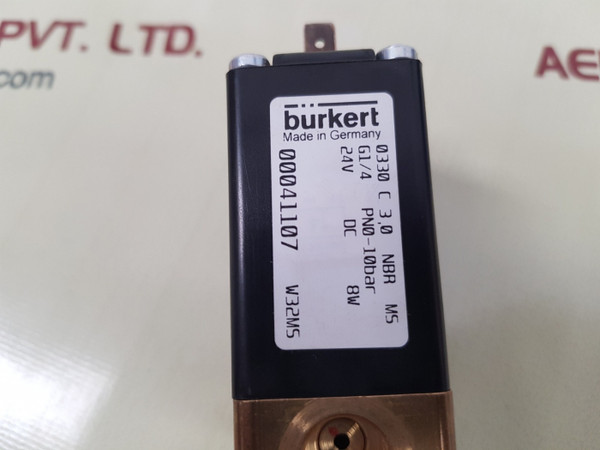 PVT. LTD.
com
AE
bürkert
Made in Germany
0330 C 3,0 NBR MS
G1/4 PN0-10bar
24V DC 8W
00041107 W32MS